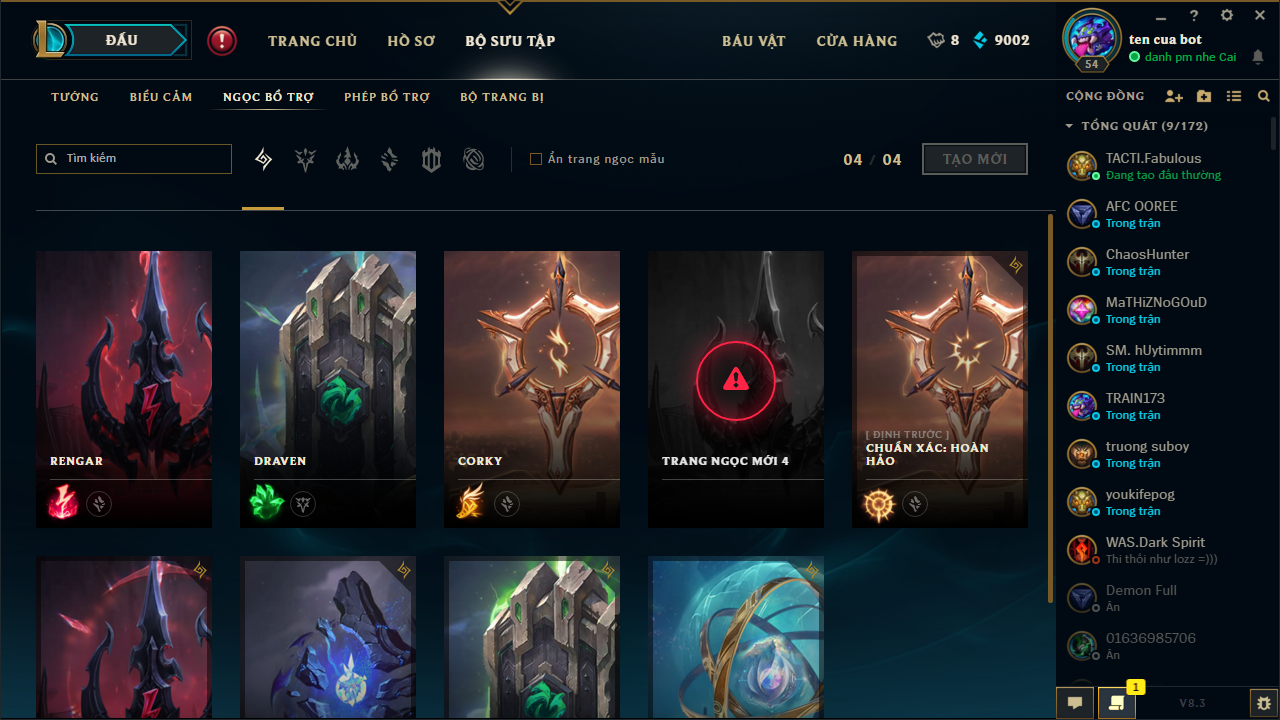 ĐẤU
!
TRANG CHỦ
HỒ SƠ
BỘ SƯU TẬP
BÁU VẬT
CỬA HÀNG
8
9002
?
54
ten cua bot
danh pm nhe Cai
TƯỚNG
BIỂU CẢM
NGỌC BỔ TRỢ
PHÉP BỔ TRỢ
BỘ TRANG BỊ
CỘNG ĐỒNG
TỔNG QUÁT (9/172)
Tìm kiếm
Ẩn trang ngọc mẫu
04 / 04
TẠO MỚI
TACTI.Fabulous
Đang tạo đấu thường
AFC OOREE
Trong trận
ChaosHunter
Trong trận
MaTHiZNoGOuD
Trong trận
SM. hUytimmm
Trong trận
TRAIN173
Trong trận
truong suboy
Trong trận
youkifepog
Trong trận
WAS.Dark Spirit
Thi thôi như lozz =)))
Demon Full
Ăn
01636985706
Ăn
RENGAR
DRAVEN
CORKY
TRANG NGỌC MỚI 4
[ ĐỊNH TRƯỚC ]
CHUẨN XÁC: HOÀN
HẢO
1
V8.3